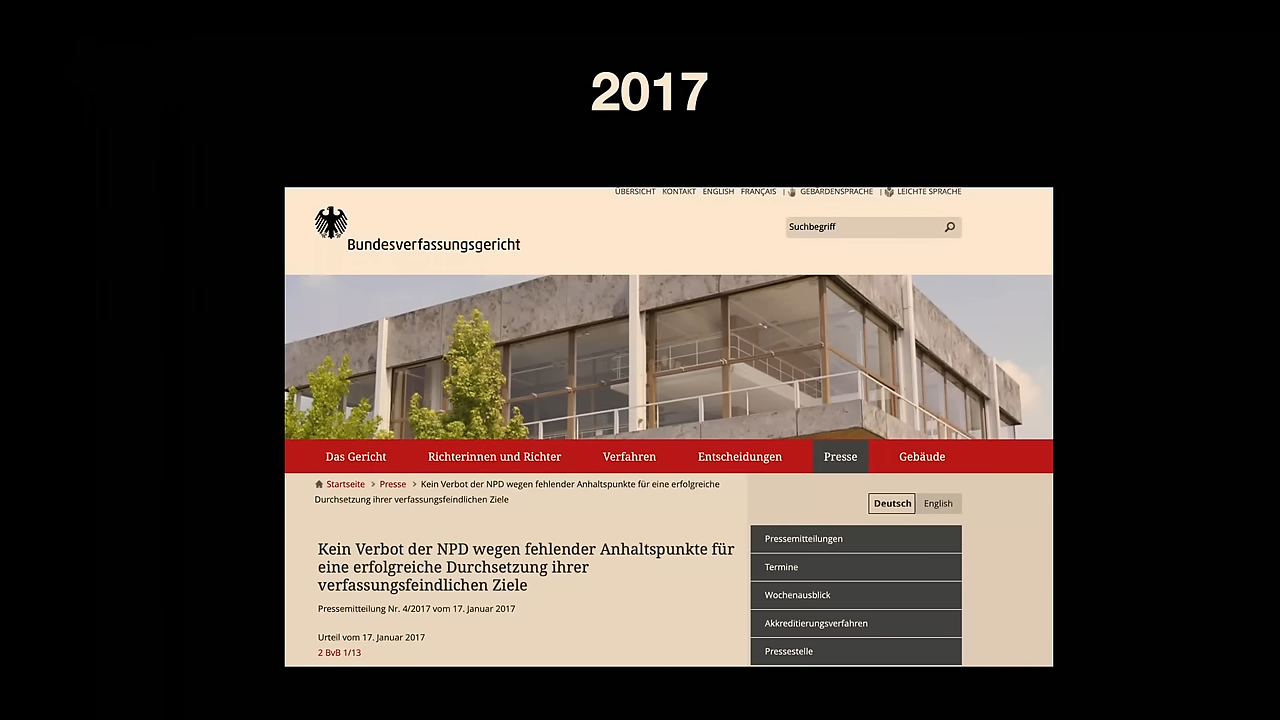 2017
ÜBERSICHT KONTAKT ENGLISH FRANÇAIS | GEBÄRDENSPRACHE | LEICHTE SPRACHE
Bundesverfassungsgericht
Suchbegriff
Das Gericht Richterinnen und Richter Verfahren Entscheidungen Presse Gebäude
Startseite > Presse > Kein Verbot der NPD wegen fehlender Anhaltspunkte für eine erfolgreiche
Durchsetzung ihrer verfassungsfeindlichen Ziele
Deutsch English
Kein Verbot der NPD wegen fehlender Anhaltspunkte für
eine erfolgreiche Durchsetzung ihrer
verfassungsfeindlichen Ziele
Pressemitteilung Nr. 4/2017 vom 17. Januar 2017
Urteil vom 17. Januar 2017
2 BvB 1/13
Pressemitteilungen
Termine
Wochenausblick
Akkreditierungsverfahren
Pressestelle